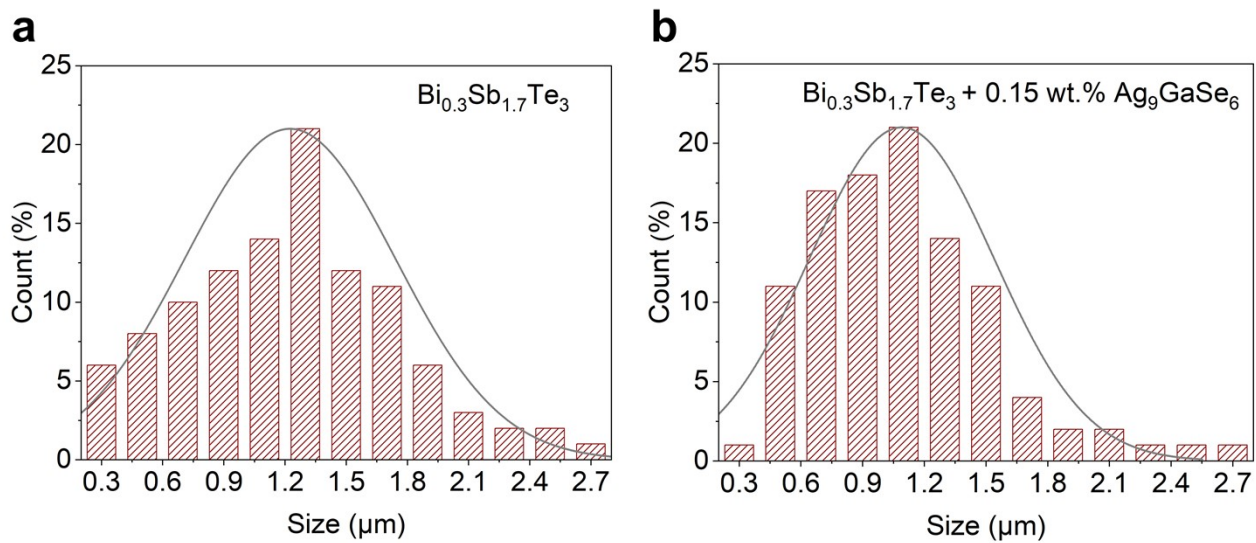 a
Bi₀.₃Sb₁.₇Te₃
25
20
15
10
5
0
Count (%)
0.3 0.6 0.9 1.2 1.5 1.8 2.1 2.4 2.7
Size (µm)
b
Bi₀.₃Sb₁.₇Te₃ + 0.15 wt.% Ag₉GaSe₆
25
20
15
10
5
0
Count (%)
0.3 0.6 0.9 1.2 1.5 1.8 2.1 2.4 2.7
Size (µm)